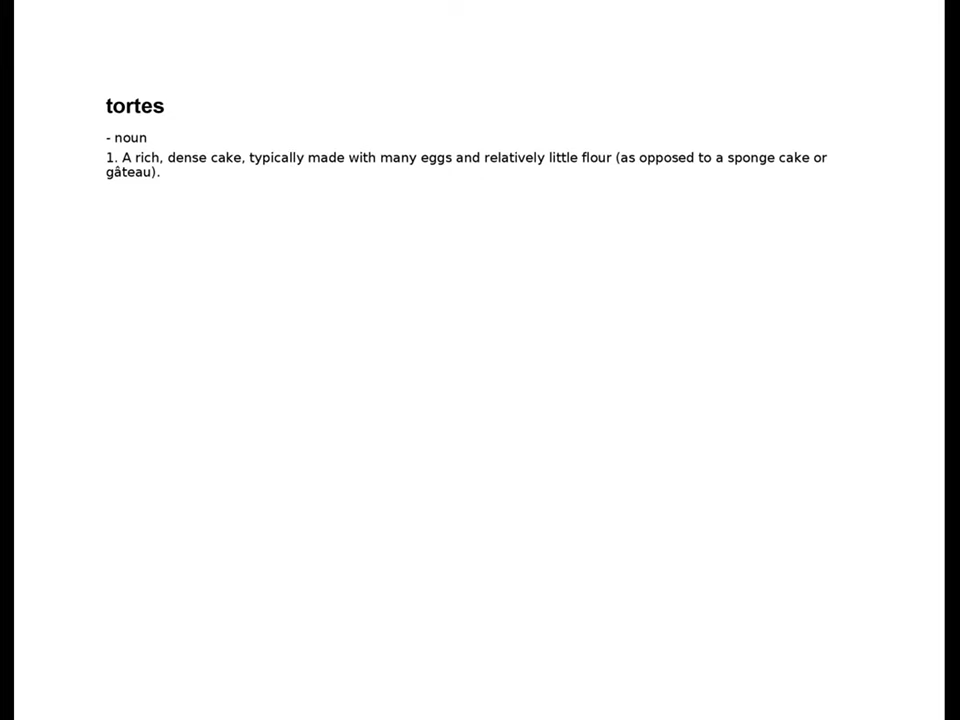 tortes
- noun
1. A rich, dense cake, typically made with many eggs and relatively little flour (as opposed to a sponge cake or
gâteau).